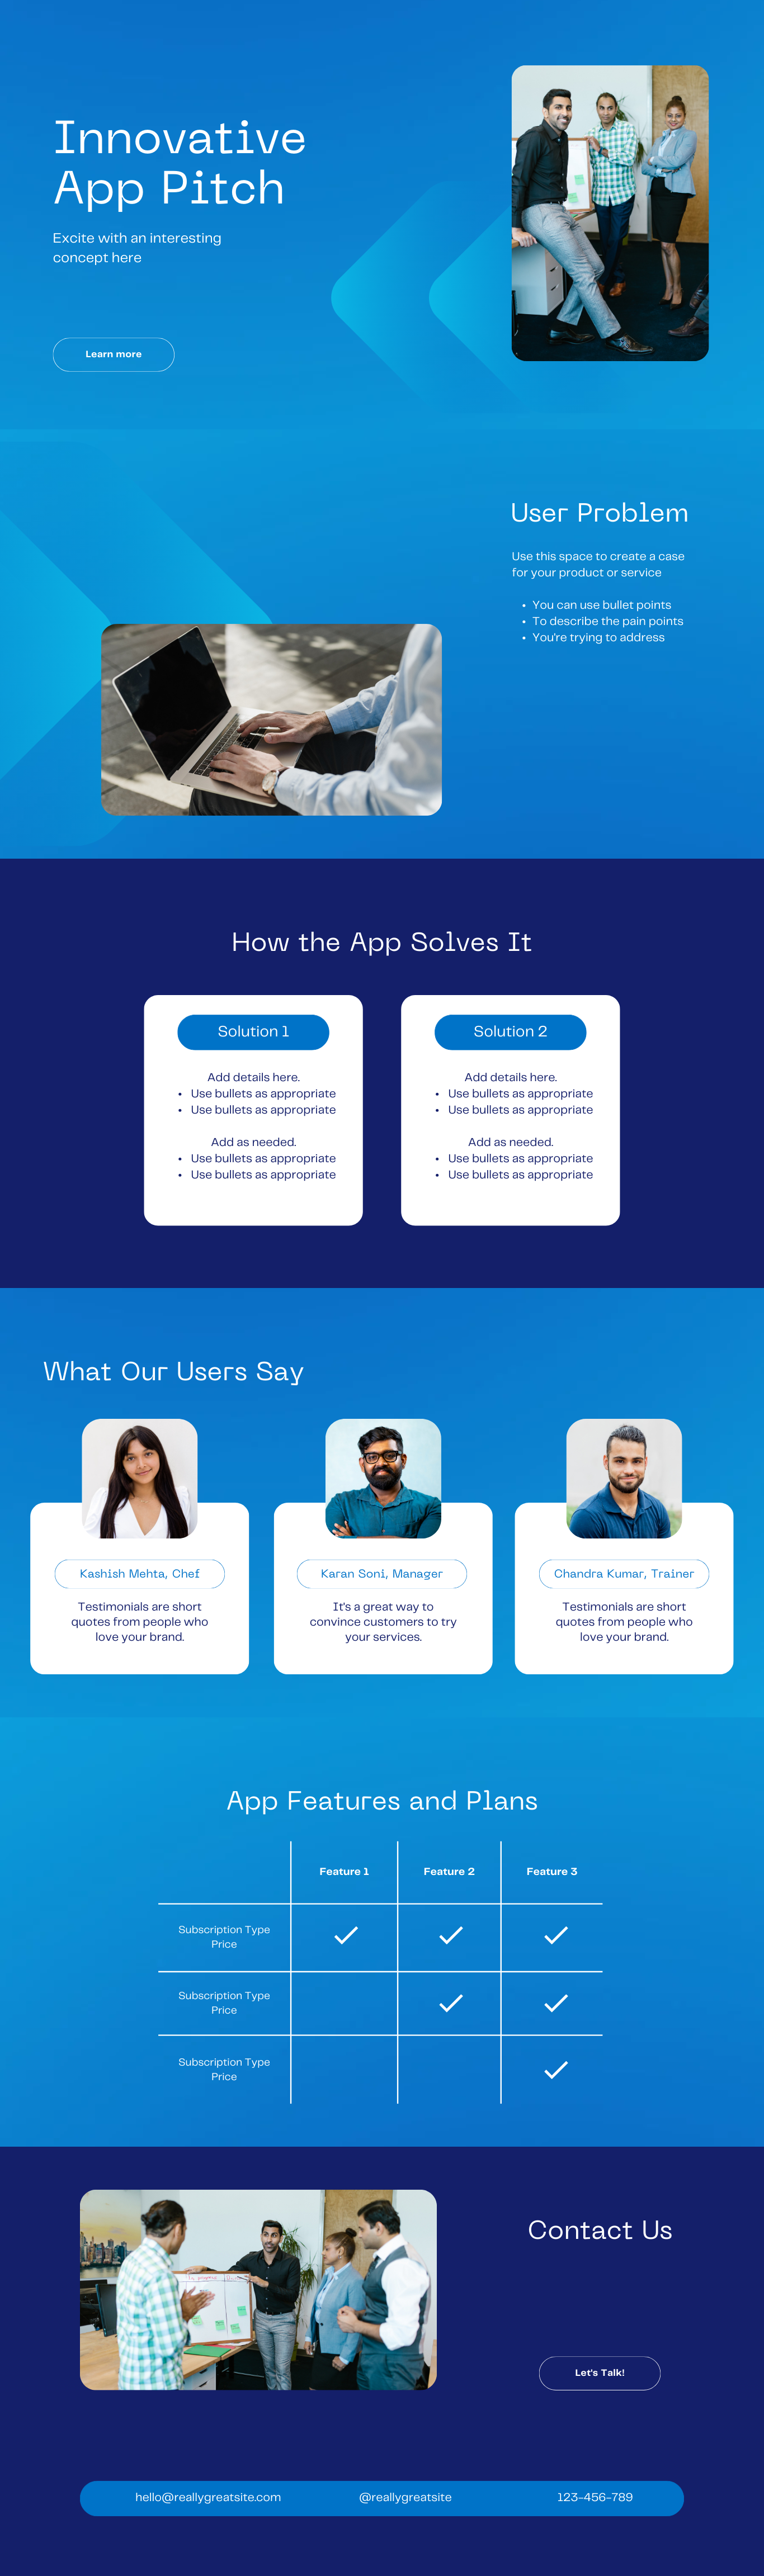 Innovative
App Pitch
Excite with an interesting
concept here
Learn more
User Problem
Use this space to create a case
for your product or service
• You can use bullet points
• To describe the pain points
• You're trying to address
How the App Solves It
Solution 1
Add details here.
• Use bullets as appropriate
• Use bullets as appropriate
Add as needed.
• Use bullets as appropriate
• Use bullets as appropriate
Solution 2
Add details here.
• Use bullets as appropriate
• Use bullets as appropriate
Add as needed.
• Use bullets as appropriate
• Use bullets as appropriate
What Our Users Say
Kashish Mehta, Chef
Testimonials are short
quotes from people who
love your brand.
Karan Soni, Manager
It's a great way to
convince customers to try
your services.
Chandra Kumar, Trainer
Testimonials are short
quotes from people who
love your brand.
App Features and Plans
Feature 1 Feature 2 Feature 3
Subscription Type
Price
Subscription Type
Price
Subscription Type
Price
Contact Us
Let's Talk!
hello@reallygreatsite.com @reallygreatsite 123-456-789